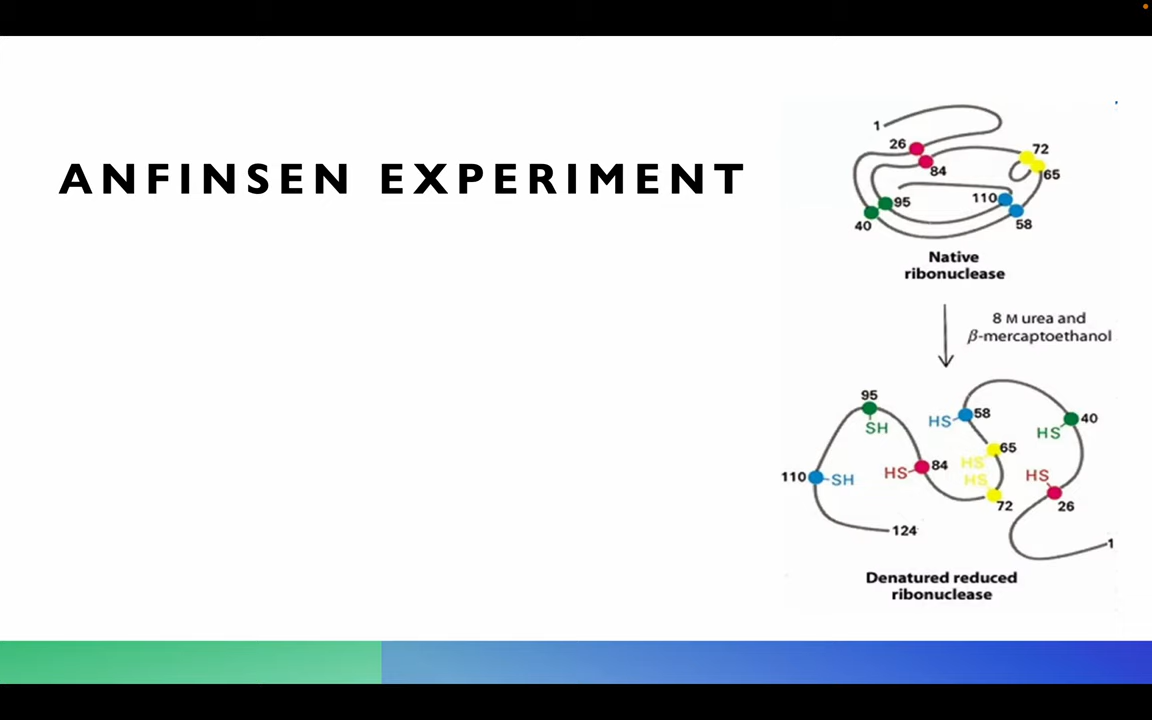 ANFINSEN EXPERIMENT
1
26
72
84
65
95
110
40
58
Native
ribonuclease
8 M urea and
β-mercaptoethanol
95
58
40
HS
SH
HS
65
HS
84
HS
HS
110
SH
HS
72
26
124
1
Denatured reduced
ribonuclease